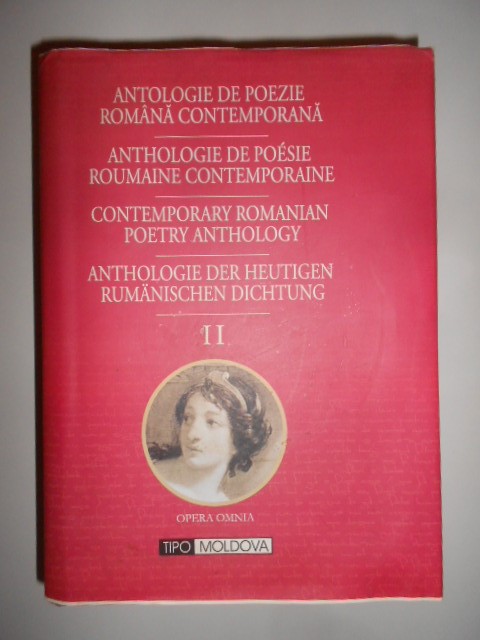 ANTOLOGIE DE POEZIE
ROMÂNĂ CONTEMPORANĂ
ANTHOLOGIE DE POÉSIE
ROUMAINE CONTEMPORAINE
CONTEMPORARY ROMANIAN
POETRY ANTHOLOGY
ANTHOLOGIE DER HEUTIGEN
RUMÄNISCHEN DICHTUNG
II
OPERA OMNIA
TIPO MOLDOVA